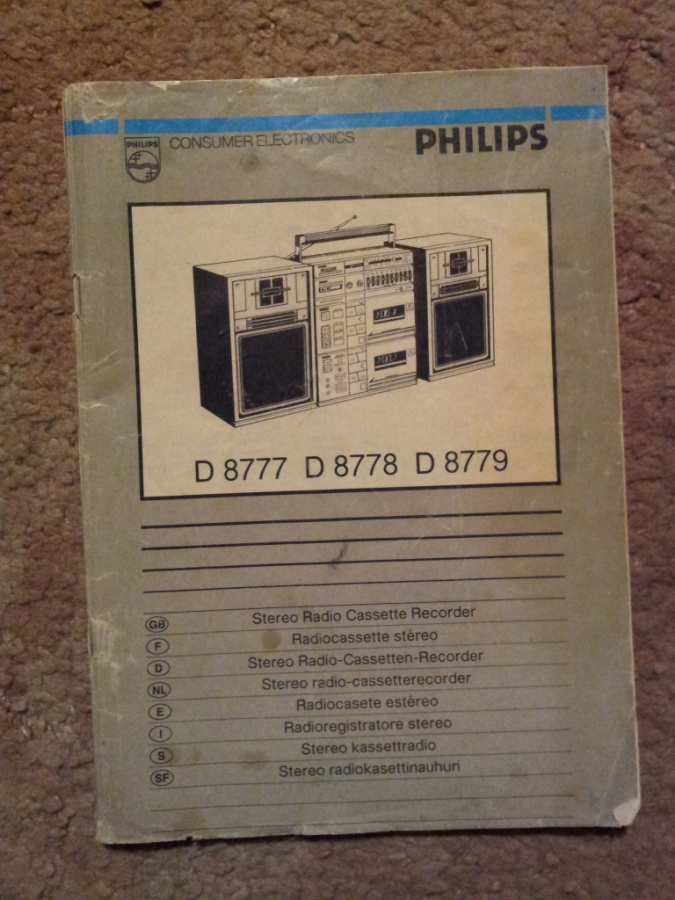 PHILIPS
CONSUMER ELECTRONICS
PHILIPS
D 8777 D 8778 D 8779
GB Stereo Radio Cassette Recorder
F Radiocassette stéreo
D Stereo Radio-Cassetten-Recorder
NL Stereo radio-cassetterecorder
E Radiocasete estéreo
I Radioregistratore stereo
S Stereo kassettradio
SF Stereo radiokasettinauhuri